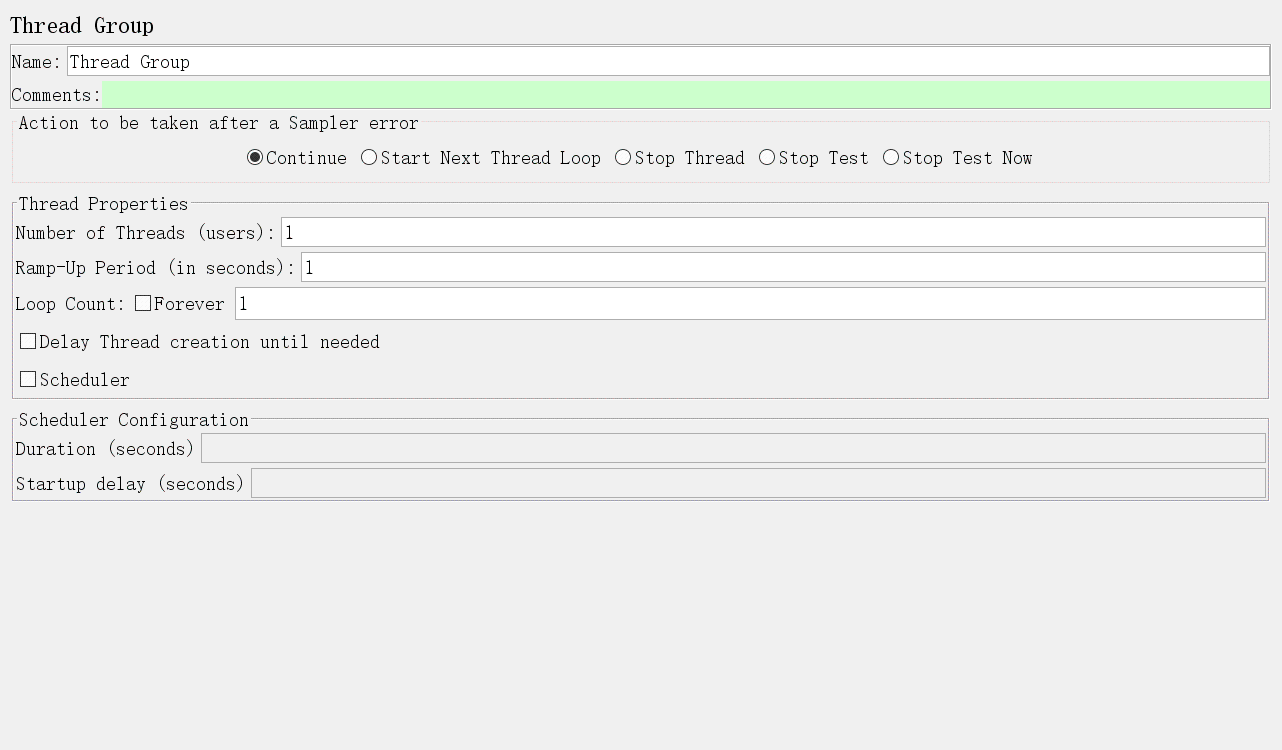 Thread Group
Name: Thread Group
Comments:
Action to be taken after a Sampler error
Continue Start Next Thread Loop Stop Thread Stop Test Stop Test Now
Thread Properties
Number of Threads (users): 1
Ramp-Up Period (in seconds): 1
Loop Count: Forever 1
Delay Thread creation until needed
Scheduler
Scheduler Configuration
Duration (seconds)
Startup delay (seconds)